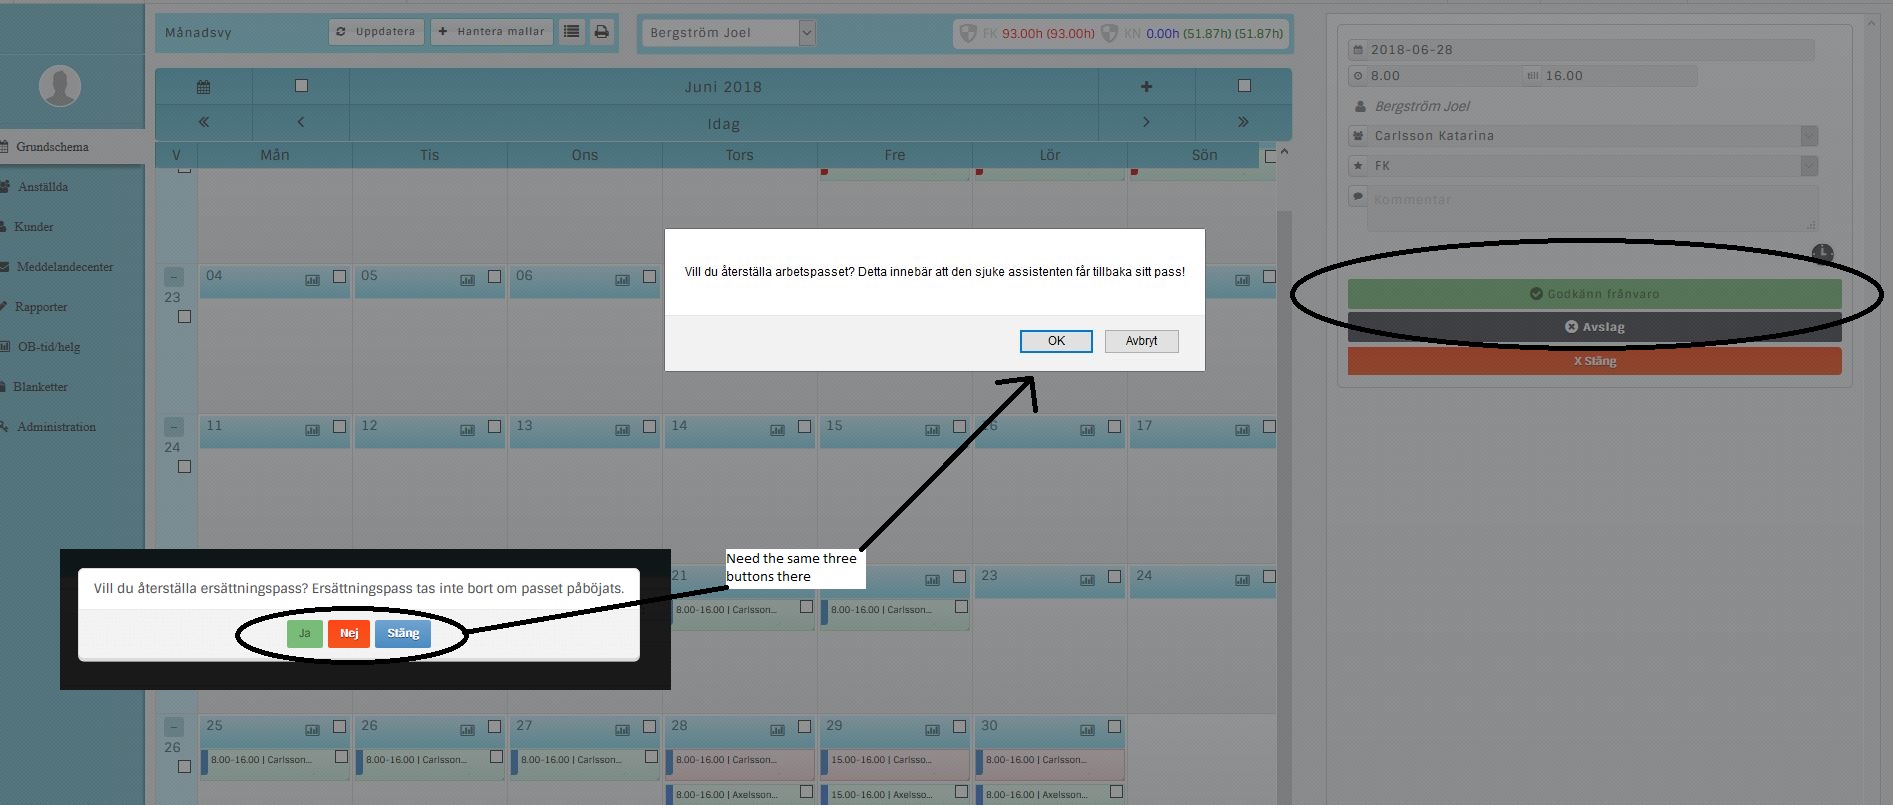 Månadsvy
Uppdatera
Hantera mallar
Bergström Joel
FK 93.00h (93.00h) KN 0.00h (51.87h) (51.87h)
Juni 2018
Idag
V Mån Tis Ons Tors Fre Lör Sön
Grundschema
Anställda
Kunder
Meddelandecenter
Rapporter
OB-tid/helg
Blanketter
Administration
23
04 05 06
24
11 12 13 14 15 16 17
21 23 24
8.00-16.00 | Carlsson... 8.00-16.00 | Carlsson...
26
25 26 27 28 29 30
8.00-16.00 | Carlsson... 8.00-16.00 | Carlsson... 8.00-16.00 | Carlsson... 8.00-16.00 | Carlsso... 15.00-16.00 | Carlsso... 8.00-16.00 | Carlsso...
8.00-16.00 | Axelsso... 15.00-16.00 | Axelsso... 8.00-16.00 | Axelsso...
Vill du återställa arbetspasset? Detta innebär att den sjuke assistenten får tillbaka sitt pass!
OK Avbryt
Need the same three
buttons there
Vill du återställa ersättningspass? Ersättningspass tas inte bort om passet påböjats.
Ja Nej Stäng
2018-06-28
8.00 till 16.00
Bergström Joel
Carlsson Katarina
FK
Kommentar
Godkänn frånvaro
Avslag
X Stäng